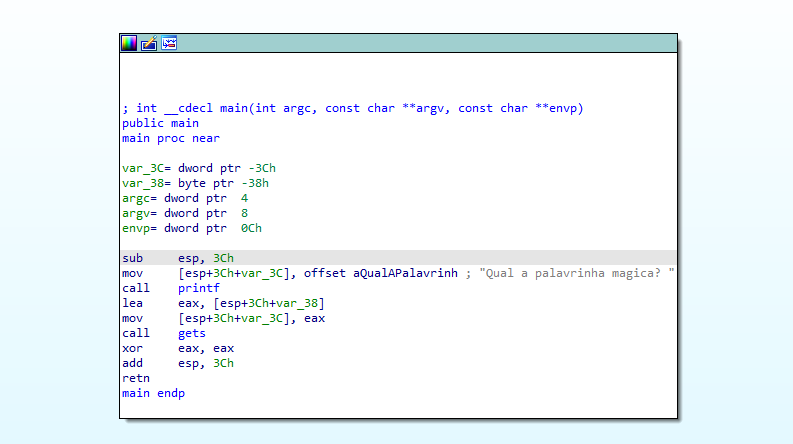 ; int __cdecl main(int argc, const char **argv, const char **envp)
public main
main proc near
var_3C= dword ptr -3Ch
var_38= byte ptr -38h
argc= dword ptr  4
argv= dword ptr  8
envp= dword ptr  0Ch
sub     esp, 3Ch
mov     [esp+3Ch+var_3C], offset aQualAPalavrinh ; "Qual a palavrinha magica? "
call    printf
lea     eax, [esp+3Ch+var_38]
mov     [esp+3Ch+var_3C], eax
call    gets
xor     eax, eax
add     esp, 3Ch
retn
main endp